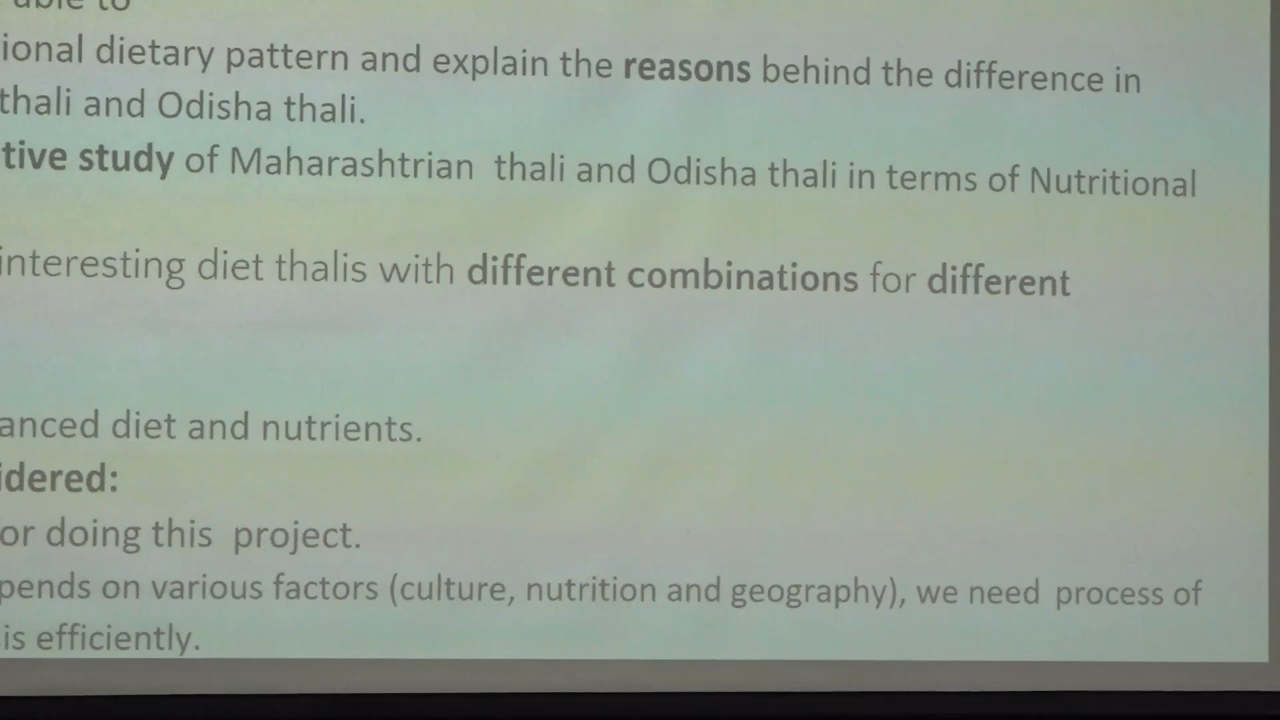 able to
ional dietary pattern and explain the reasons behind the difference in
thali and Odisha thali.
tive study of Maharashtrian thali and Odisha thali in terms of Nutritional
interesting diet thalis with different combinations for different
anced diet and nutrients.
idered:
or doing this project.
pends on various factors (culture, nutrition and geography), we need process of
is efficiently.